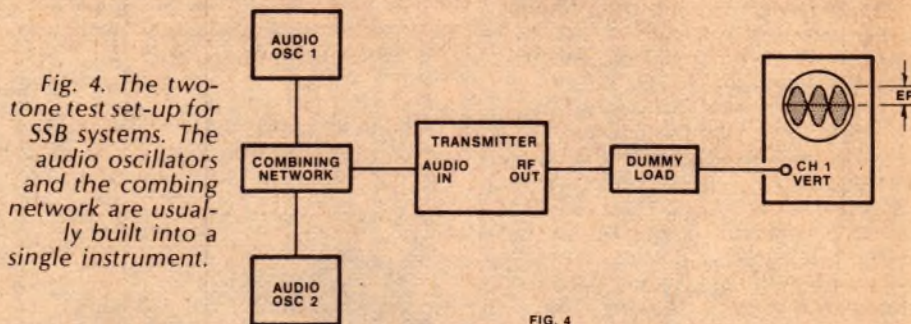 Fig. 4. The two-
tone test set-up for
SSB systems. The
audio oscillators
and the combing
network are usual-
ly built into a
single instrument.
AUDIO
OSC 1
COMBINING
NETWORK
AUDIO
OSC 2
TRANSMITTER
AUDIO
IN
RF
OUT
DUMMY
LOAD
CH 1
VERT
FIG. 4